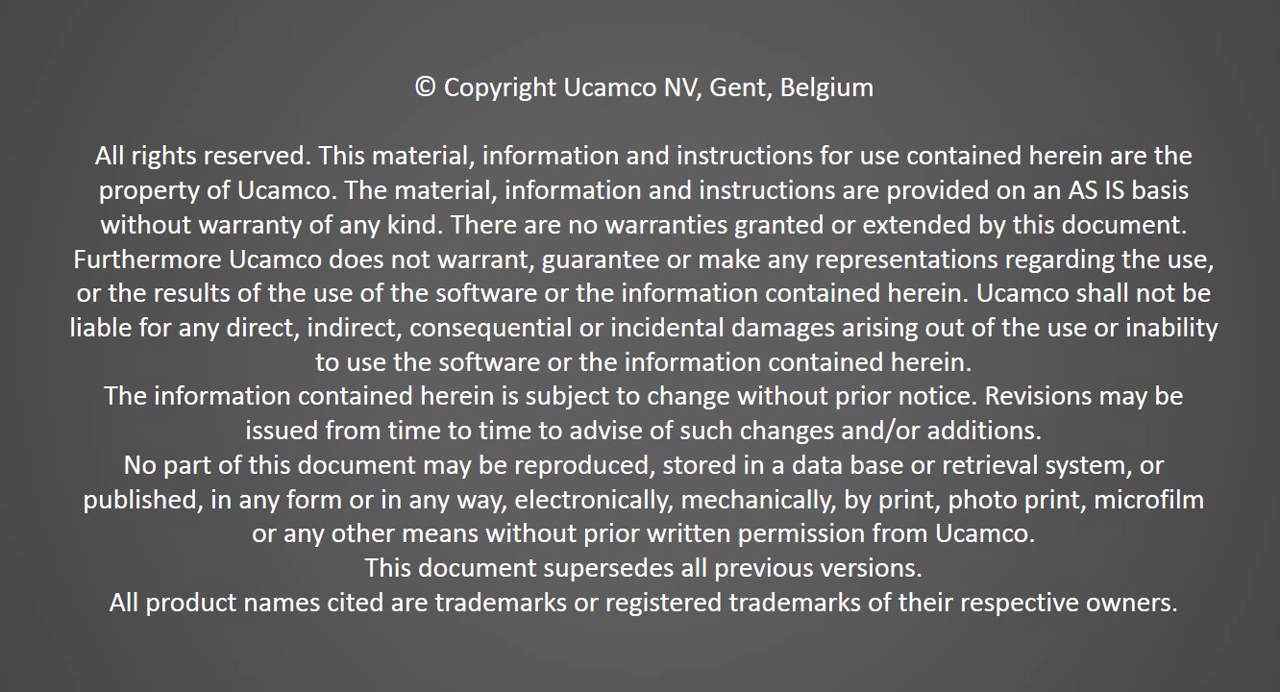 © Copyright Ucamco NV, Gent, Belgium
All rights reserved. This material, information and instructions for use contained herein are the
property of Ucamco. The material, information and instructions are provided on an AS IS basis
without warranty of any kind. There are no warranties granted or extended by this document.
Furthermore Ucamco does not warrant, guarantee or make any representations regarding the use,
or the results of the use of the software or the information contained herein. Ucamco shall not be
liable for any direct, indirect, consequential or incidental damages arising out of the use or inability
to use the software or the information contained herein.
The information contained herein is subject to change without prior notice. Revisions may be
issued from time to time to advise of such changes and/or additions.
No part of this document may be reproduced, stored in a data base or retrieval system, or
published, in any form or in any way, electronically, mechanically, by print, photo print, microfilm
or any other means without prior written permission from Ucamco.
This document supersedes all previous versions.
All product names cited are trademarks or registered trademarks of their respective owners.